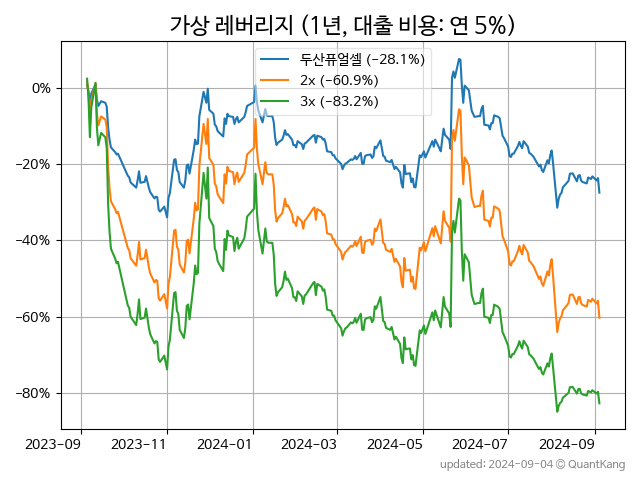 가상 레버리지 (1년, 대출 비용: 연 5%)
두산퓨얼셀 (−28.1%)
2x (−60.9%)
3x (−83.2%)
0%
−20%
−40%
−60%
−80%
2023-09 2023-11 2024-01 2024-03 2024-05 2024-07 2024-09
updated: 2024-09-04 © QuantKang